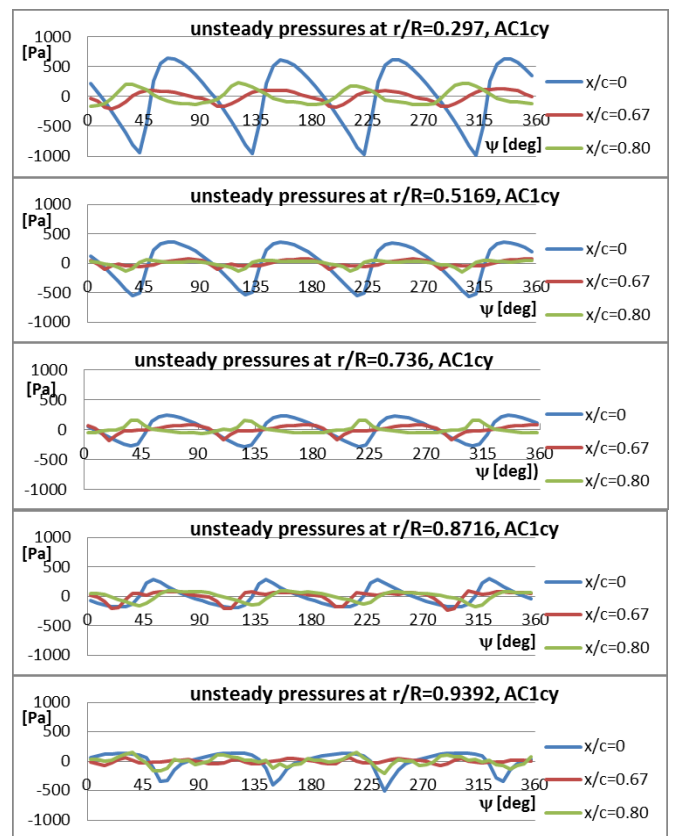 unsteady pressures at r/R=0.297, AC1cy
1000
[Pa]
500
0
-500
-1000
0 45 90 135 180 225 270 315 360
ψ [deg]
x/c=0
x/c=0.67
x/c=0.80
unsteady pressures at r/R=0.5169, AC1cy
1000
[Pa]
500
0
-500
-1000
0 45 90 135 180 225 270 315 360
ψ [deg]
x/c=0
x/c=0.67
x/c=0.80
unsteady pressures at r/R=0.736, AC1cy
1000
[Pa]
500
0
-500
-1000
0 45 90 135 180 225 270 315 360
ψ [deg])
x/c=0
x/c=0.67
x/c=0.80
unsteady pressures at r/R=0.8716, AC1cy
1000
[Pa]
500
0
-500
-1000
0 45 90 135 180 225 270 315 360
ψ [deg]
x/c=0
x/c=0.67
x/c=0.80
unsteady pressures at r/R=0.9392, AC1cy
1000
[Pa]
500
0
-500
-1000
0 45 90 135 180 225 270 315 360
ψ [deg]
x/c=0
x/c=0.67
x/c=0.80